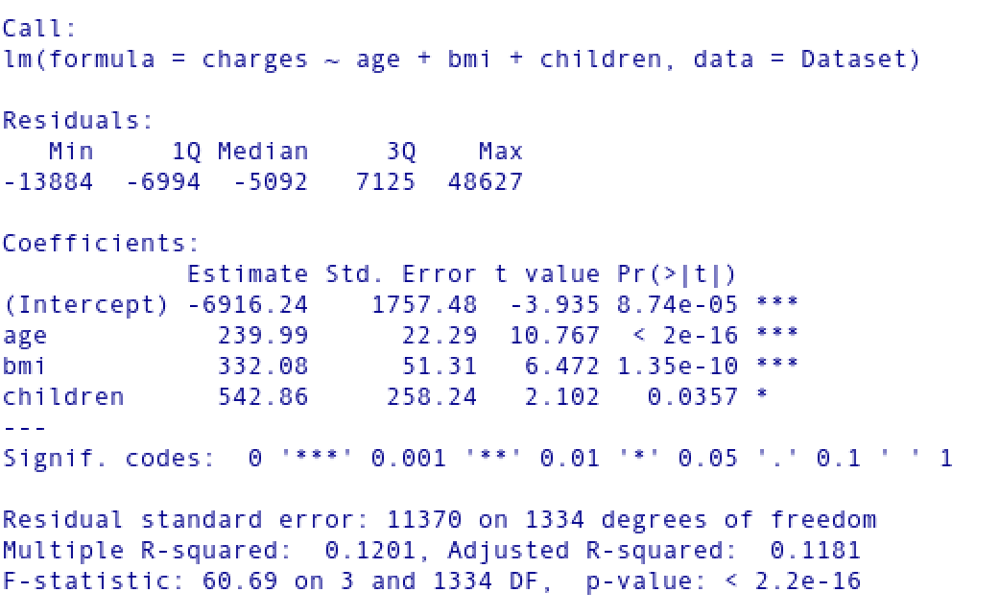 Call:
lm(formula = charges ~ age + bmi + children, data = Dataset)
Residuals:
   Min     1Q Median     3Q    Max
-13884  -6994  -5092   7125  48627
Coefficients:
            Estimate Std. Error t value Pr(>|t|)
(Intercept) -6916.24    1757.48  -3.935 8.74e-05 ***
age           239.99      22.29  10.767  < 2e-16 ***
bmi           332.08      51.31   6.472 1.35e-10 ***
children      542.86     258.24   2.102   0.0357 *
---
Signif. codes:  0 '***' 0.001 '**' 0.01 '*' 0.05 '.' 0.1 ' ' 1
Residual standard error: 11370 on 1334 degrees of freedom
Multiple R-squared:  0.1201, Adjusted R-squared:  0.1181
F-statistic: 60.69 on 3 and 1334 DF,  p-value: < 2.2e-16